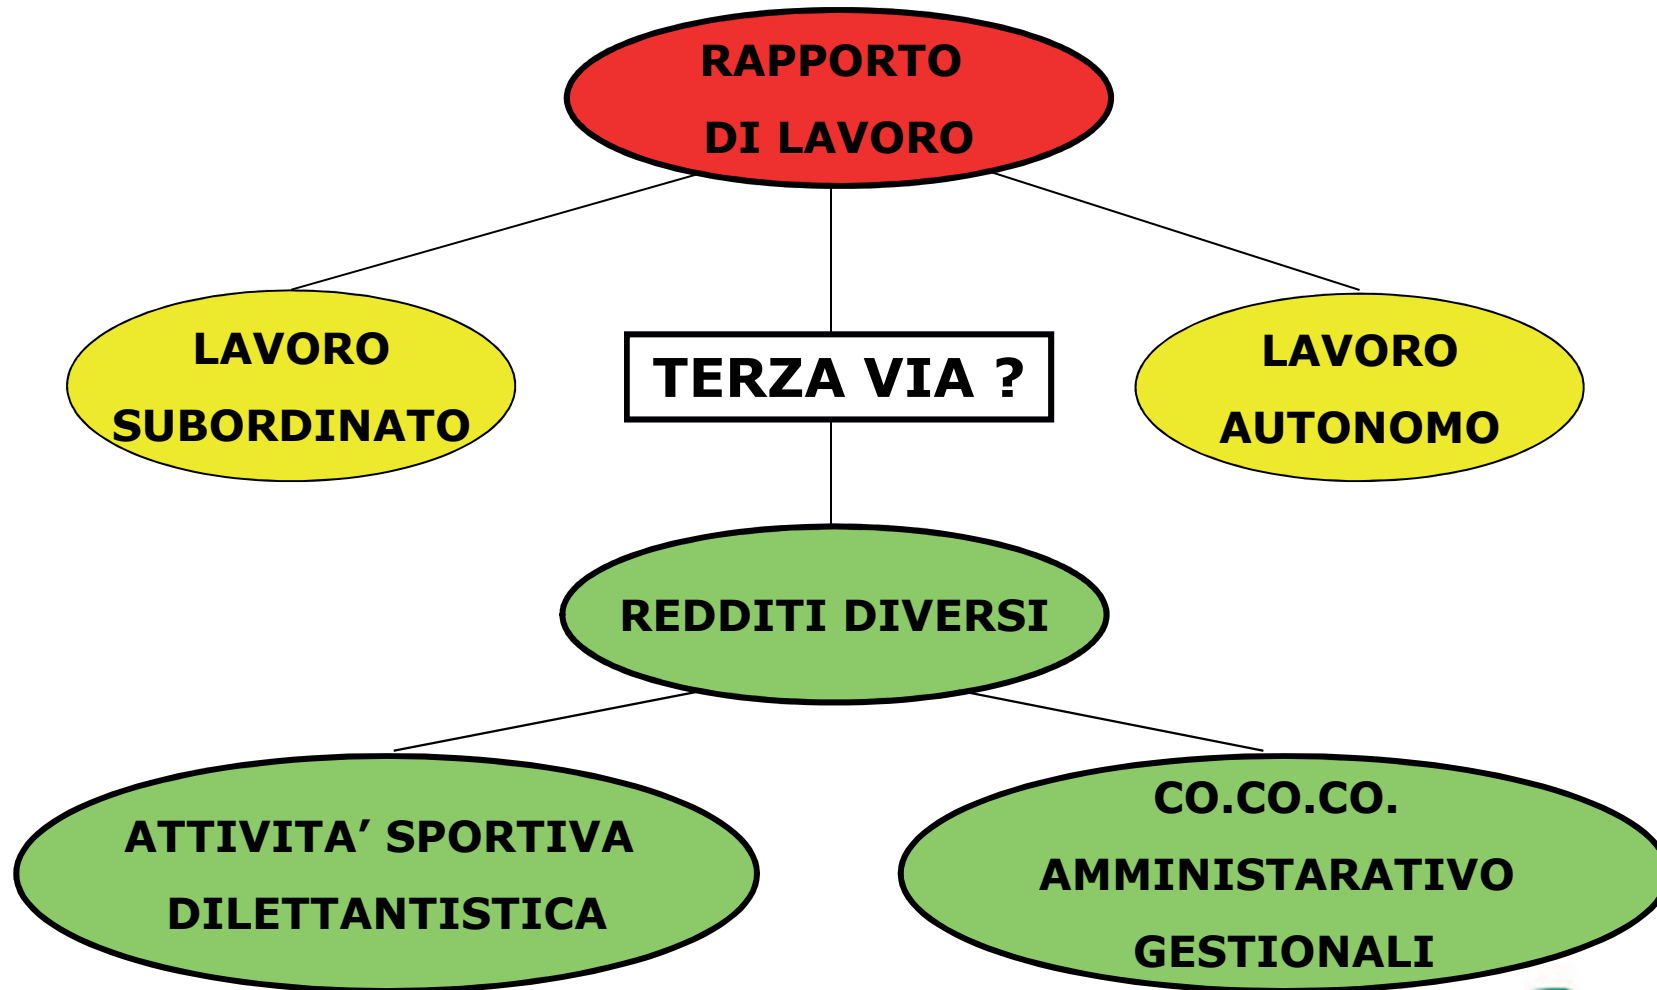 RAPPORTO
DI LAVORO
LAVORO
SUBORDINATO
TERZA VIA ?
LAVORO
AUTONOMO
REDDITI DIVERSI
ATTIVITA’ SPORTIVA
DILETTANTISTICA
CO.CO.CO.
AMMINISTARATIVO
GESTIONALI